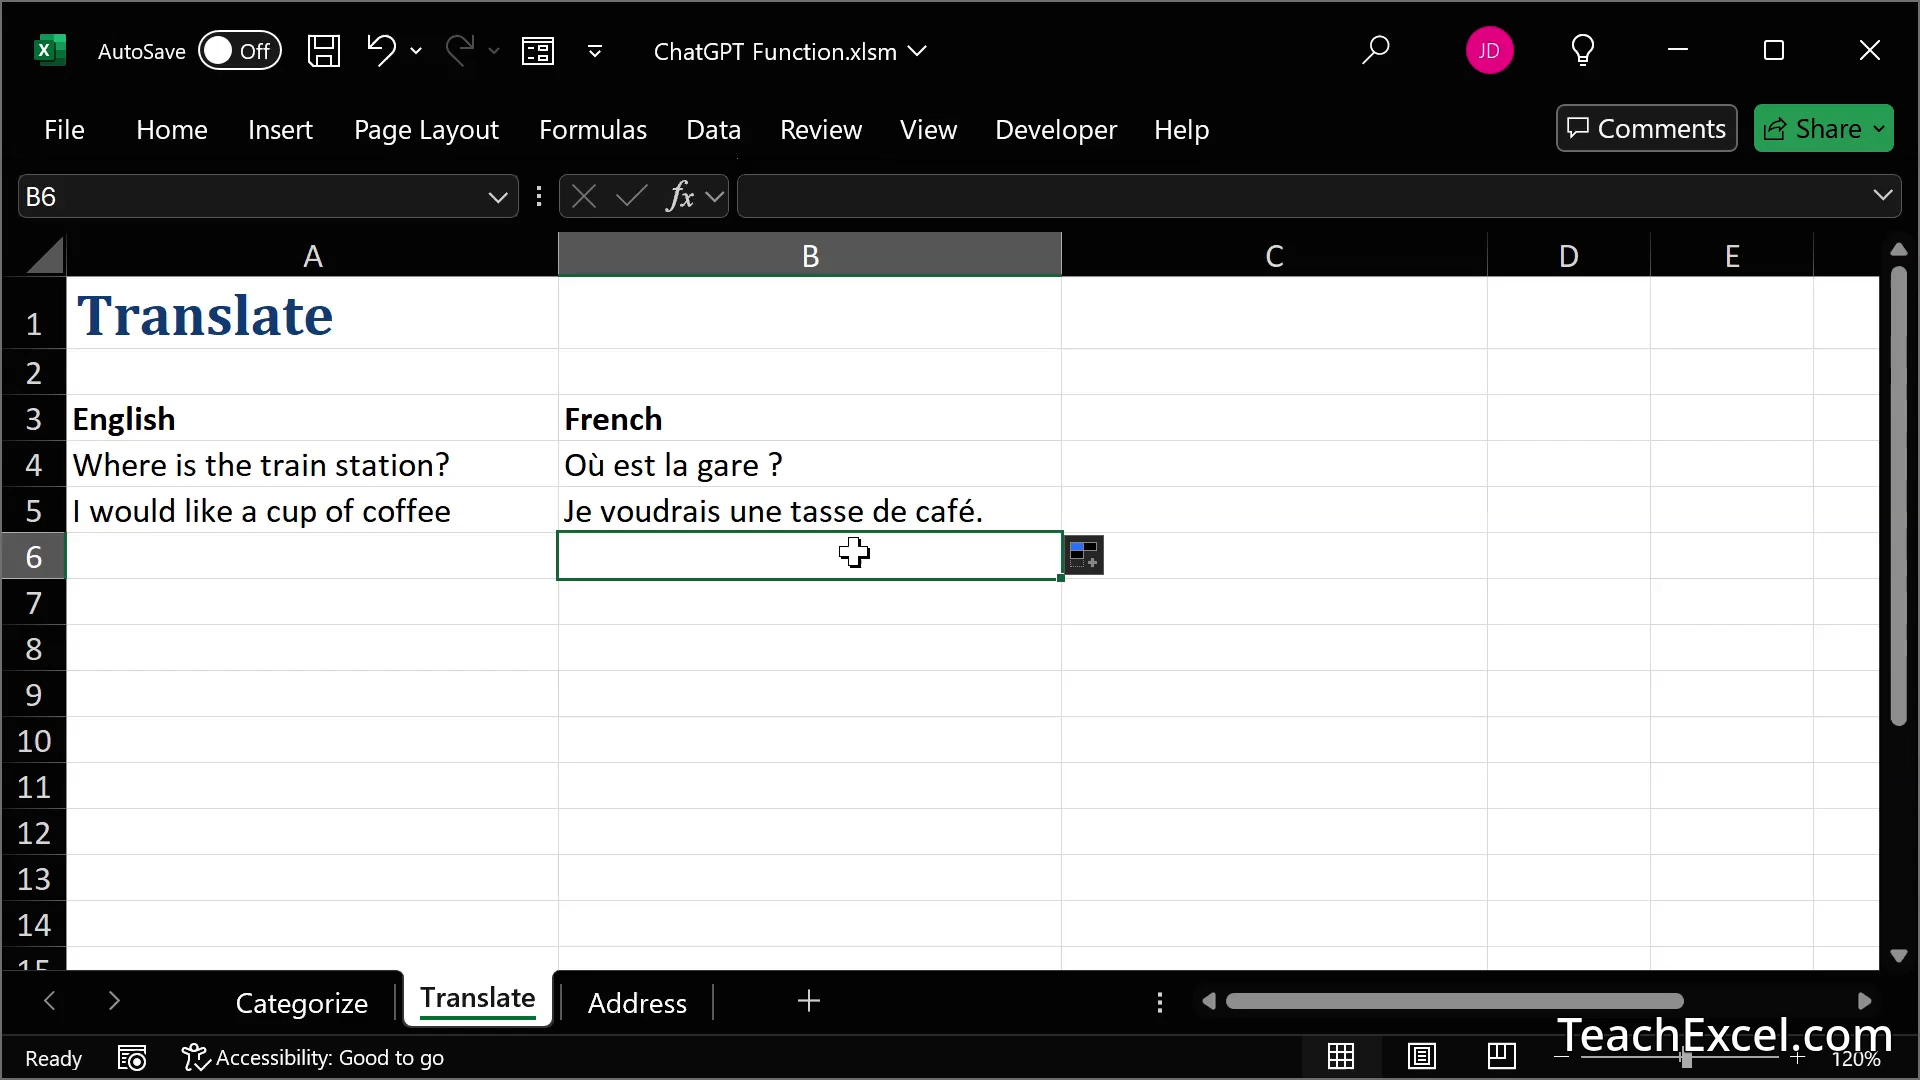 AutoSave Off ChatGPT Function.xlsm JD
File Home Insert Page Layout Formulas Data Review View Developer Help Comments Share
B6 fx
A B C D E
1 Translate
2
3 English French
4 Where is the train station? Où est la gare ?
5 I would like a cup of coffee Je voudrais une tasse de café.
6
7
8
9
10
11
12
13
14
15
Categorize Translate Address
TeachExcel.com
Ready Accessibility: Good to go 120%